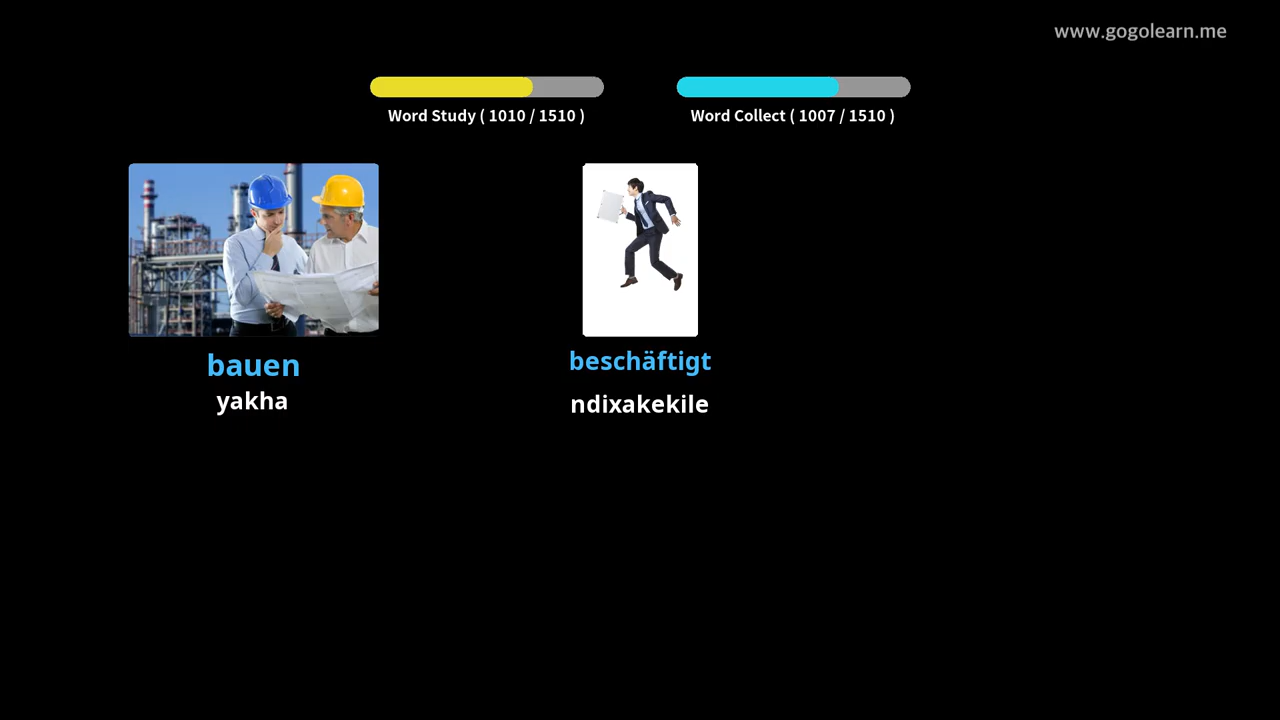 www.gogolearn.me
Word Study ( 1010 / 1510 )
Word Collect ( 1007 / 1510 )
bauen
yakha
beschäftigt
ndixakekile